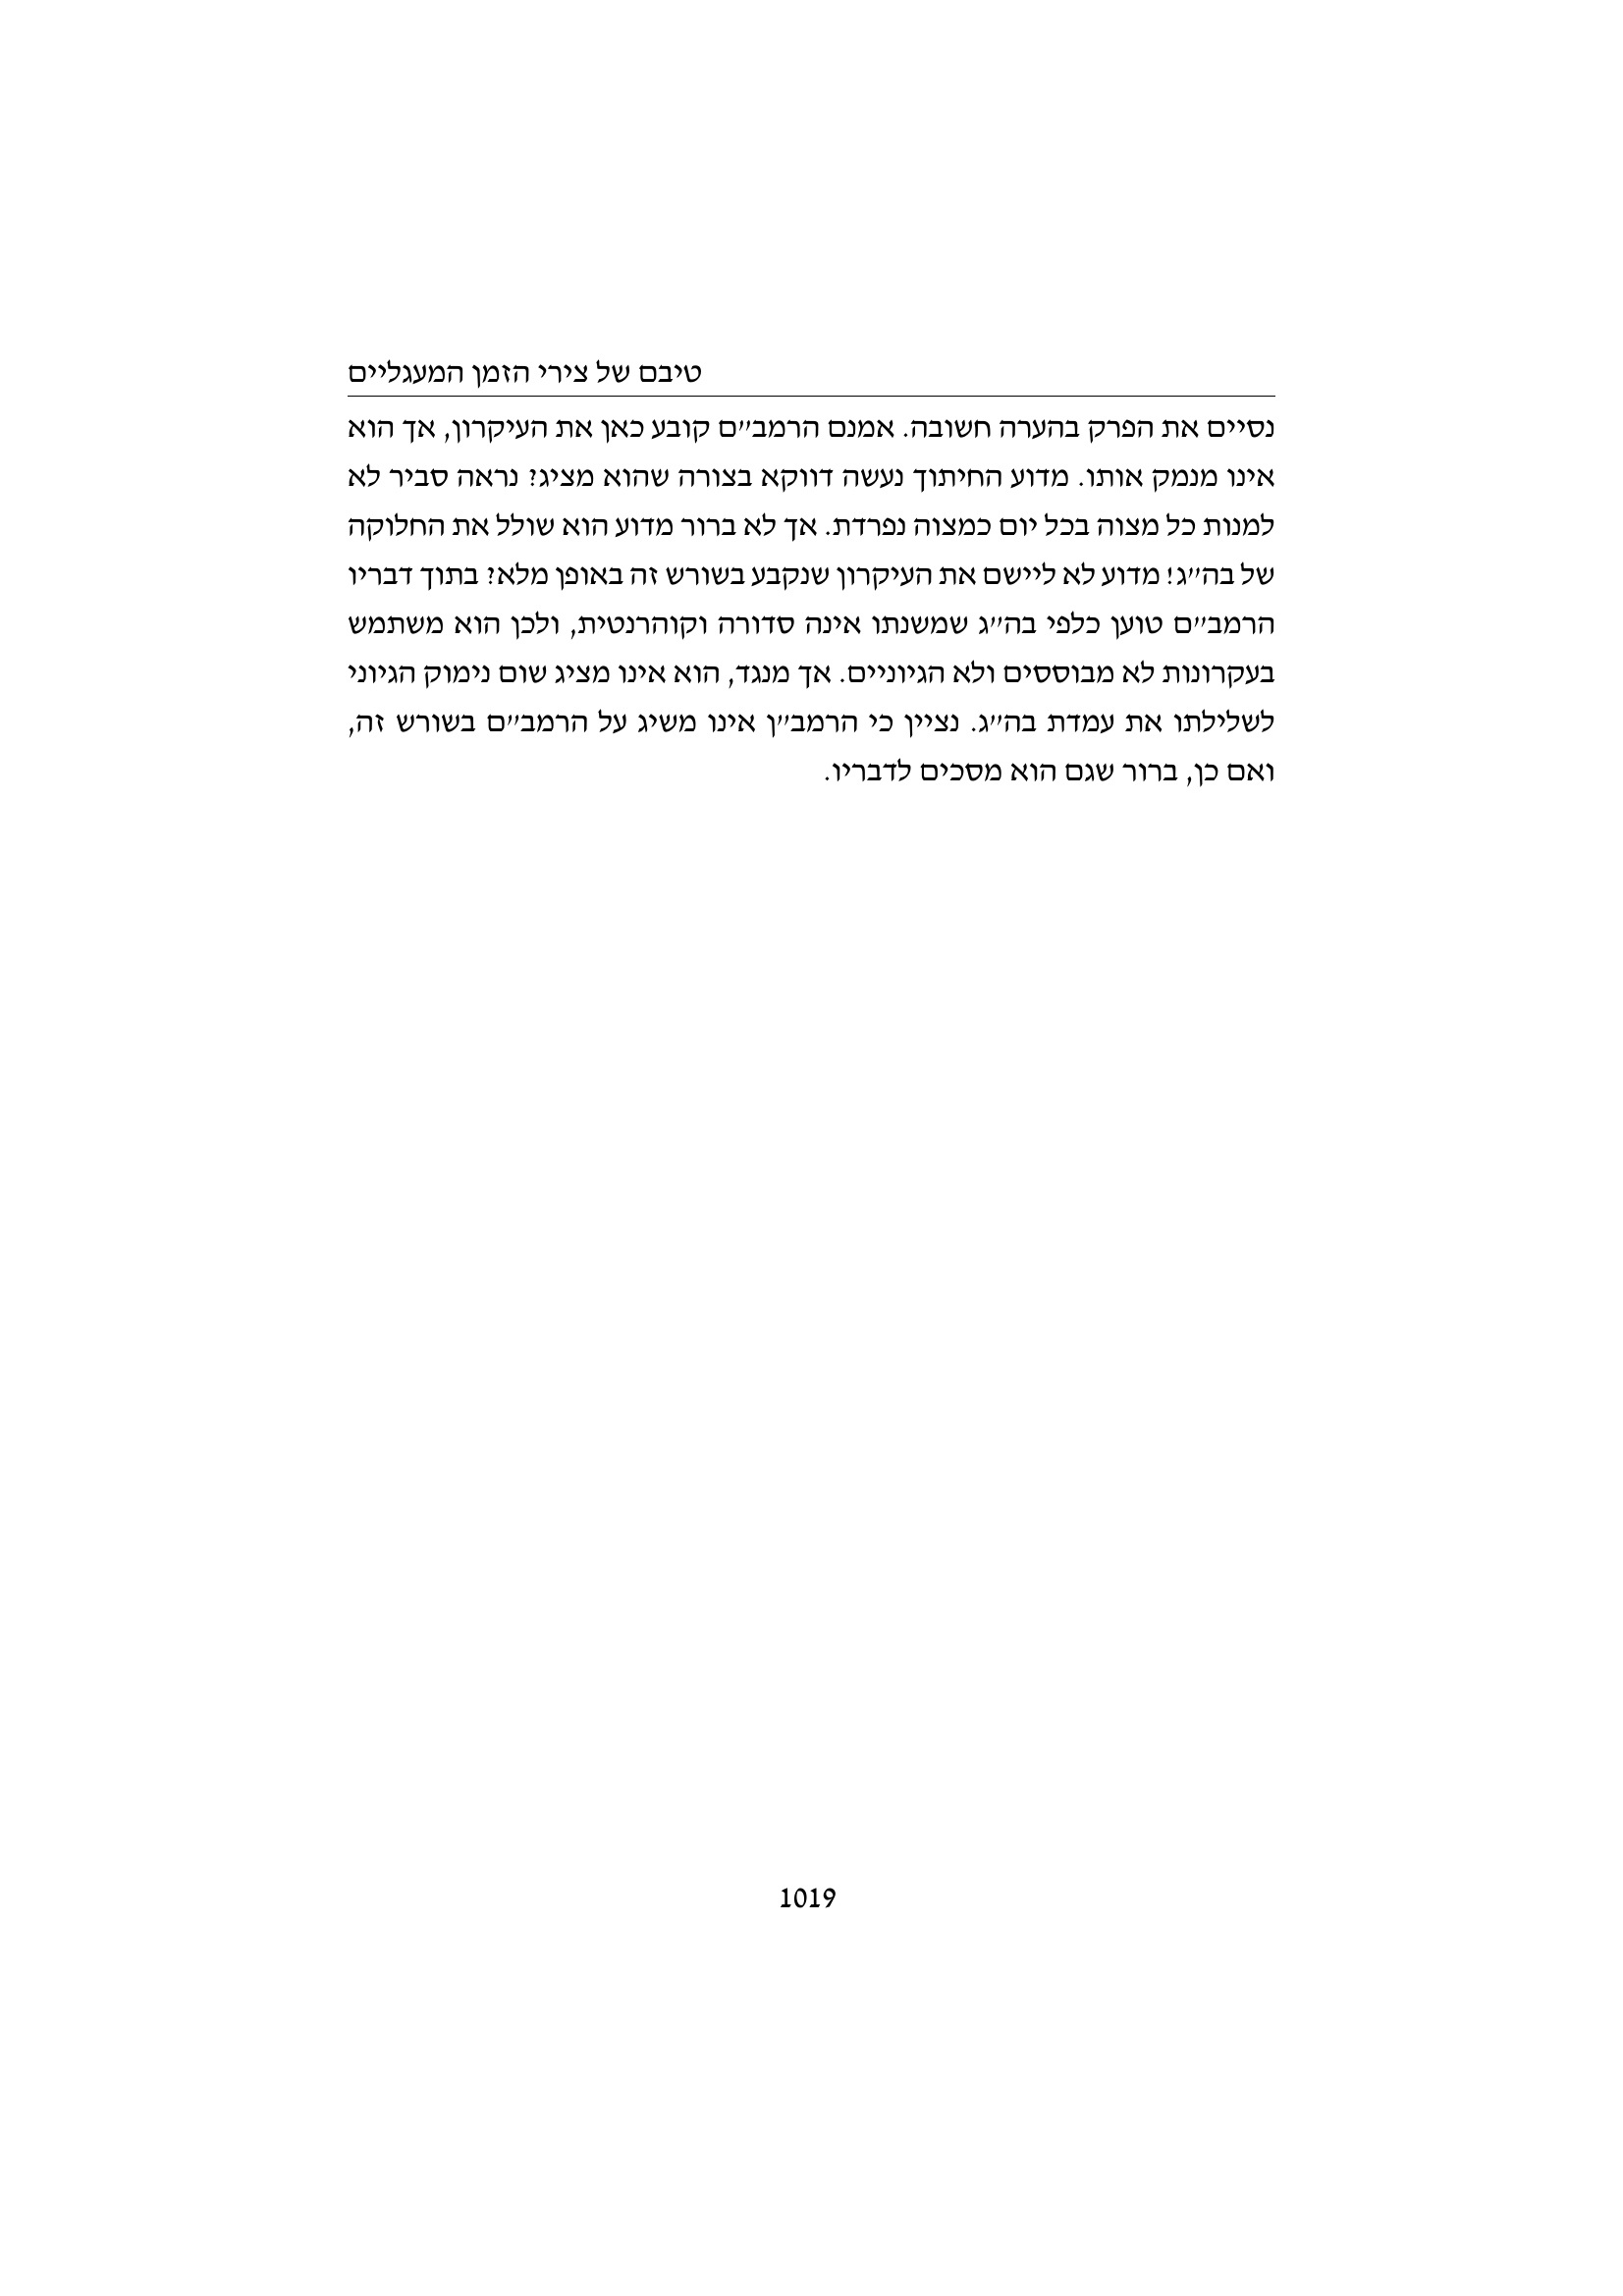 טיבם של צירי הזמן המעגליים
נסיים את הפרק בהערה חשובה. אמנם הרמב"ם קובע כאן את העיקרון, אך הוא
אינו מנמק אותו. מדוע החיתוך נעשה דווקא בצורה שהוא מציג? נראה סביר לא
למנות כל מצוה בכל יום כמצוה נפרדת. אך לא ברור מדוע הוא שולל את החלוקה
של בה"ג! מדוע לא ליישם את העיקרון שנקבע בשורש זה באופן מלא? בתוך דבריו
הרמב"ם טוען כלפי בה"ג שמשנתו אינה סדורה וקוהרנטית, ולכן הוא משתמש
בעקרונות לא מבוססים ולא הגיוניים. אך מנגד, הוא אינו מציג שום נימוק הגיוני
לשלילתו את עמדת בה"ג. נציין כי הרמב"ן אינו משיג על הרמב"ם בשורש זה,
ואם כן, ברור שגם הוא מסכים לדבריו.
1019